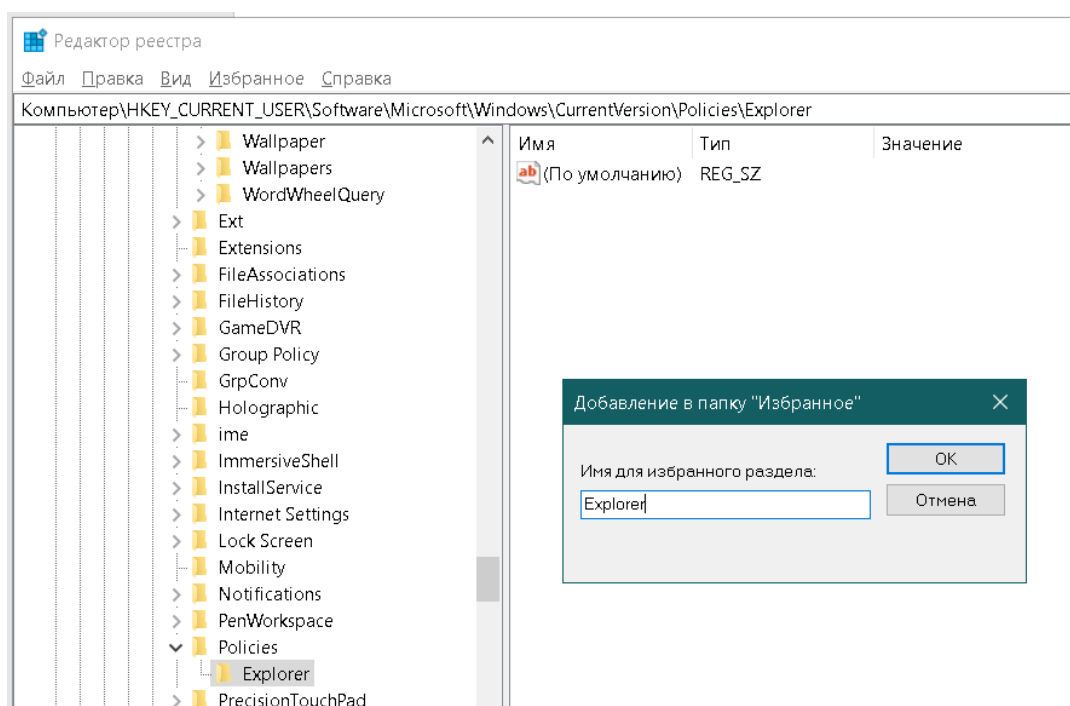 Редактор реестра
Файл Правка Вид Избранное Справка
Компьютер\HKEY_CURRENT_USER\Software\Microsoft\Windows\CurrentVersion\Policies\Explorer
Wallpaper
Wallpapers
WordWheelQuery
Ext
Extensions
FileAssociations
FileHistory
GameDVR
Group Policy
GrpConv
Holographic
ime
ImmersiveShell
InstallService
Internet Settings
Lock Screen
Mobility
Notifications
PenWorkspace
Policies
Explorer
PrecisionTouchPad
Имя Тип Значение
ab (По умолчанию) REG_SZ
Добавление в папку "Избранное"
Имя для избранного раздела:
Explorer
OK
Отмена